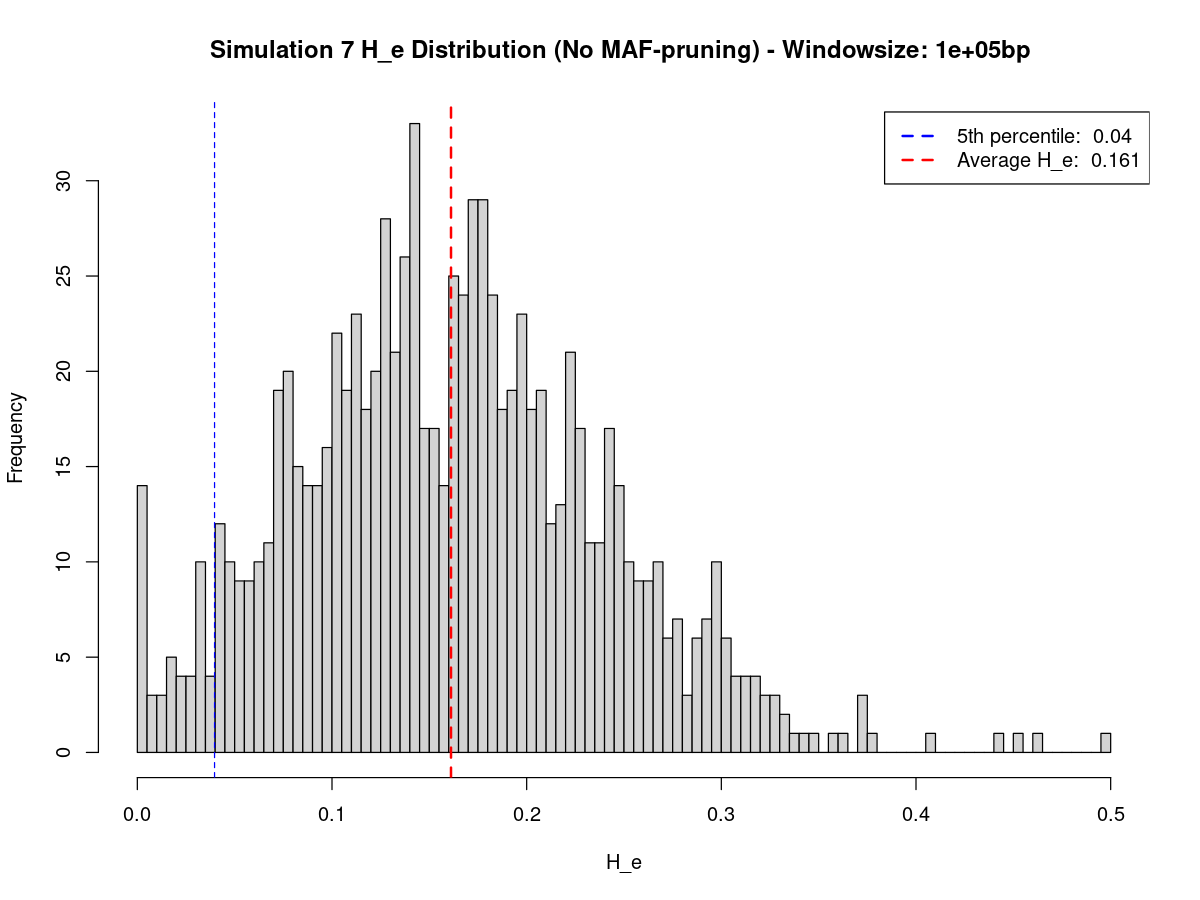 Simulation 7 H_e Distribution (No MAF-pruning) - Windowsize: 1e+05bp
5th percentile:  0.04
Average H_e:  0.161
Frequency
30
25
20
15
10
5
0
0.0 0.1 0.2 0.3 0.4 0.5
H_e